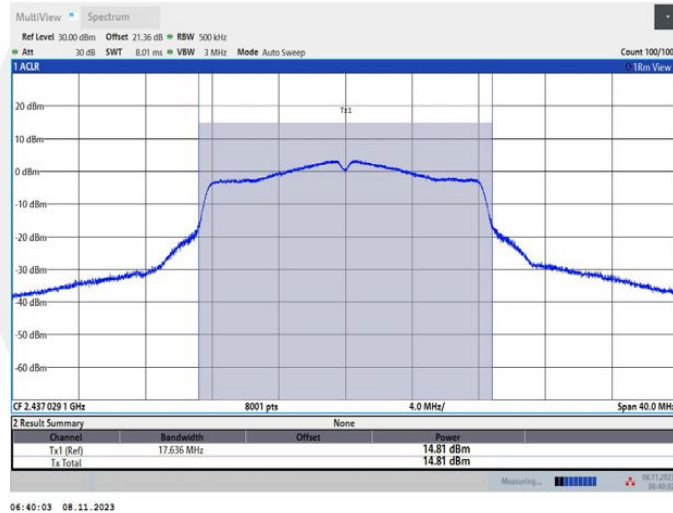 MultiView Spectrum
Ref Level 30.00 dBm Offset 21.36 dB RBW 500 kHz
Att 30 dB SWT 8.01 ms VBW 3 MHz Mode Auto Sweep Count 100/100
1 ACLR 1Rm View
Tx1
20 dBm
10 dBm
0 dBm
-10 dBm
-20 dBm
-30 dBm
-40 dBm
-50 dBm
-60 dBm
CF 2.437 029 1 GHz 8001 pts 4.0 MHz/ Span 40.0 MHz
2 Result Summary None
Channel Bandwidth Offset Power
Tx1 (Ref) 17.636 MHz 14.81 dBm
Tx Total 14.81 dBm
Measuring...
06:40:03 08.11.2023